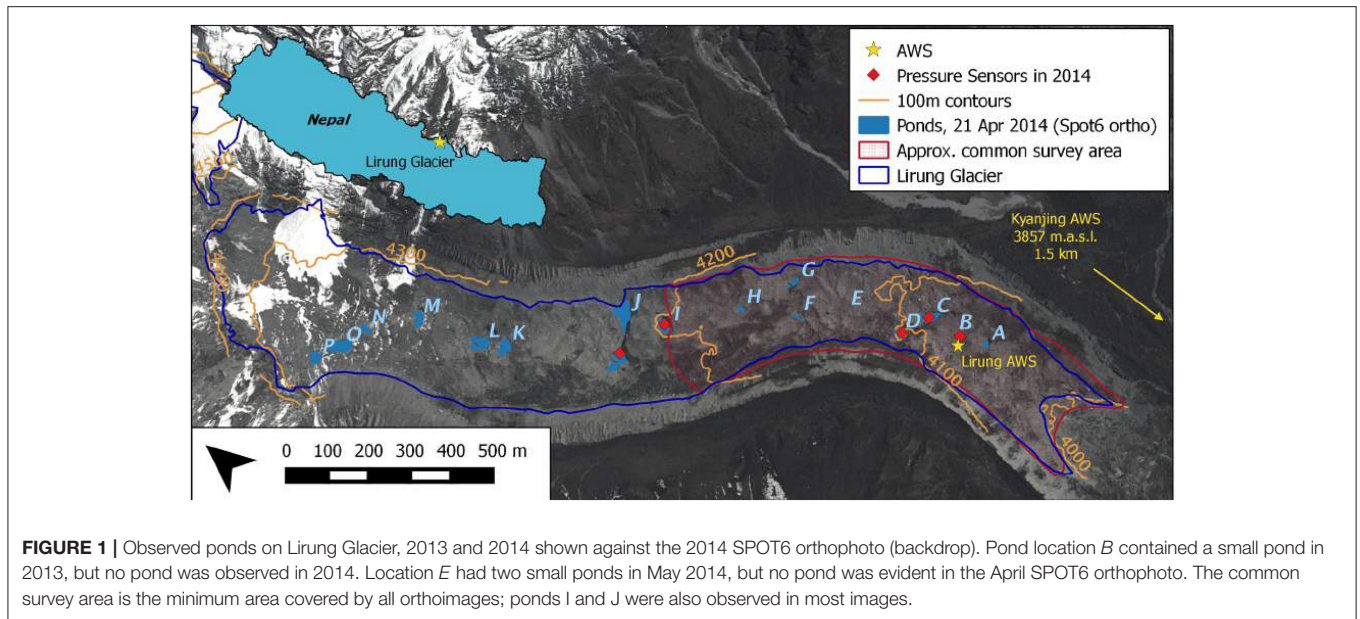 AWS
Pressure Sensors in 2014
100m contours
Ponds, 21 Apr 2014 (Spot6 ortho)
Approx. common survey area
Lirung Glacier
Nepal
Lirung Glacier
4500
Kyanjing AWS
3857 m.a.s.l.
1.5 km
4400
4300
4200
G
J
H
F
E
C
M
I
D
B
A
N
O
L
K
P
Lirung AWS
4100
4000
0 100 200 300 400 500 m
FIGURE 1 | Observed ponds on Lirung Glacier, 2013 and 2014 shown against the 2014 SPOT6 orthophoto (backdrop). Pond location B contained a small pond in
2013, but no pond was observed in 2014. Location E had two small ponds in May 2014, but no pond was evident in the April SPOT6 orthophoto. The common
survey area is the minimum area covered by all orthoimages; ponds I and J were also observed in most images.